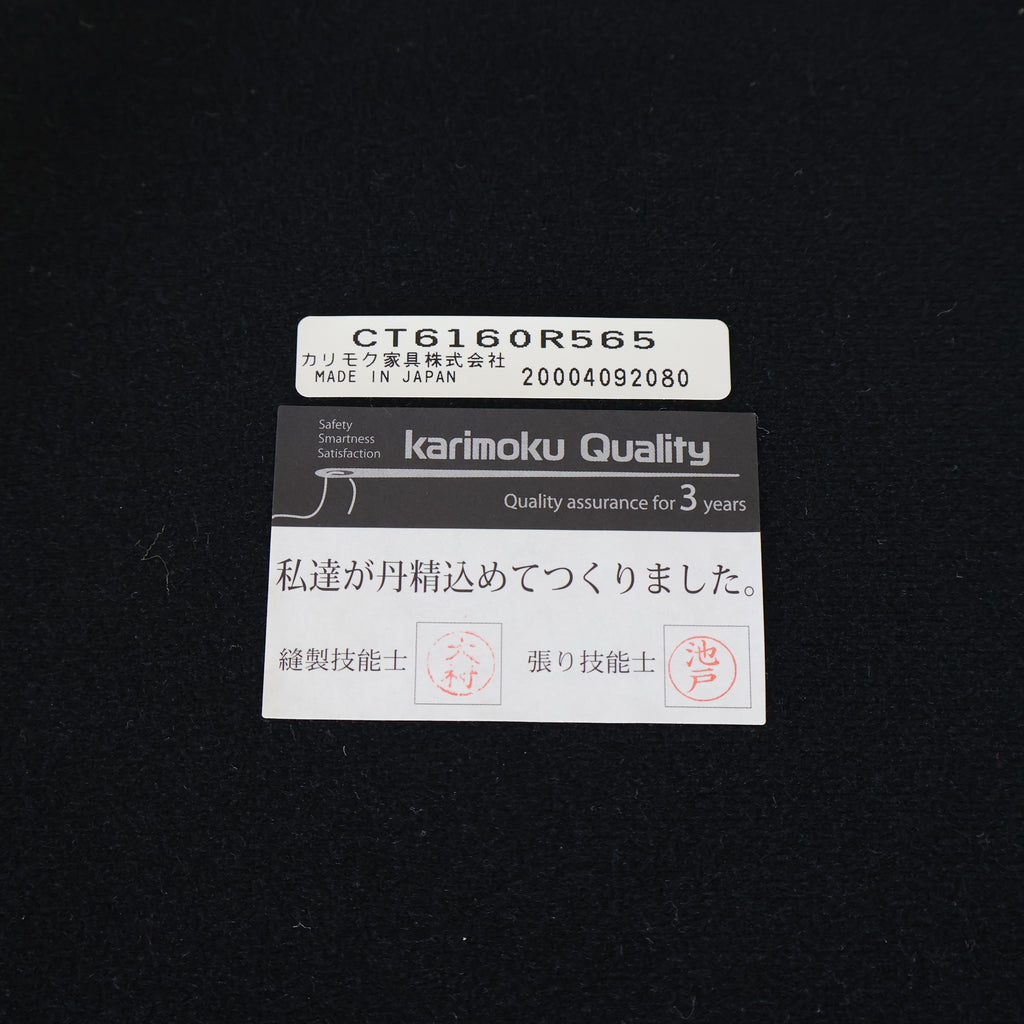 CT6160R565
カリモク家具株式会社
MADE IN JAPAN 20004092080
Safety
Smartness
Satisfaction
karimoku Quality
Quality assurance for 3 years
私達が丹精込めてつくりました。
縫製技能士 大村 張り技能士 池戸